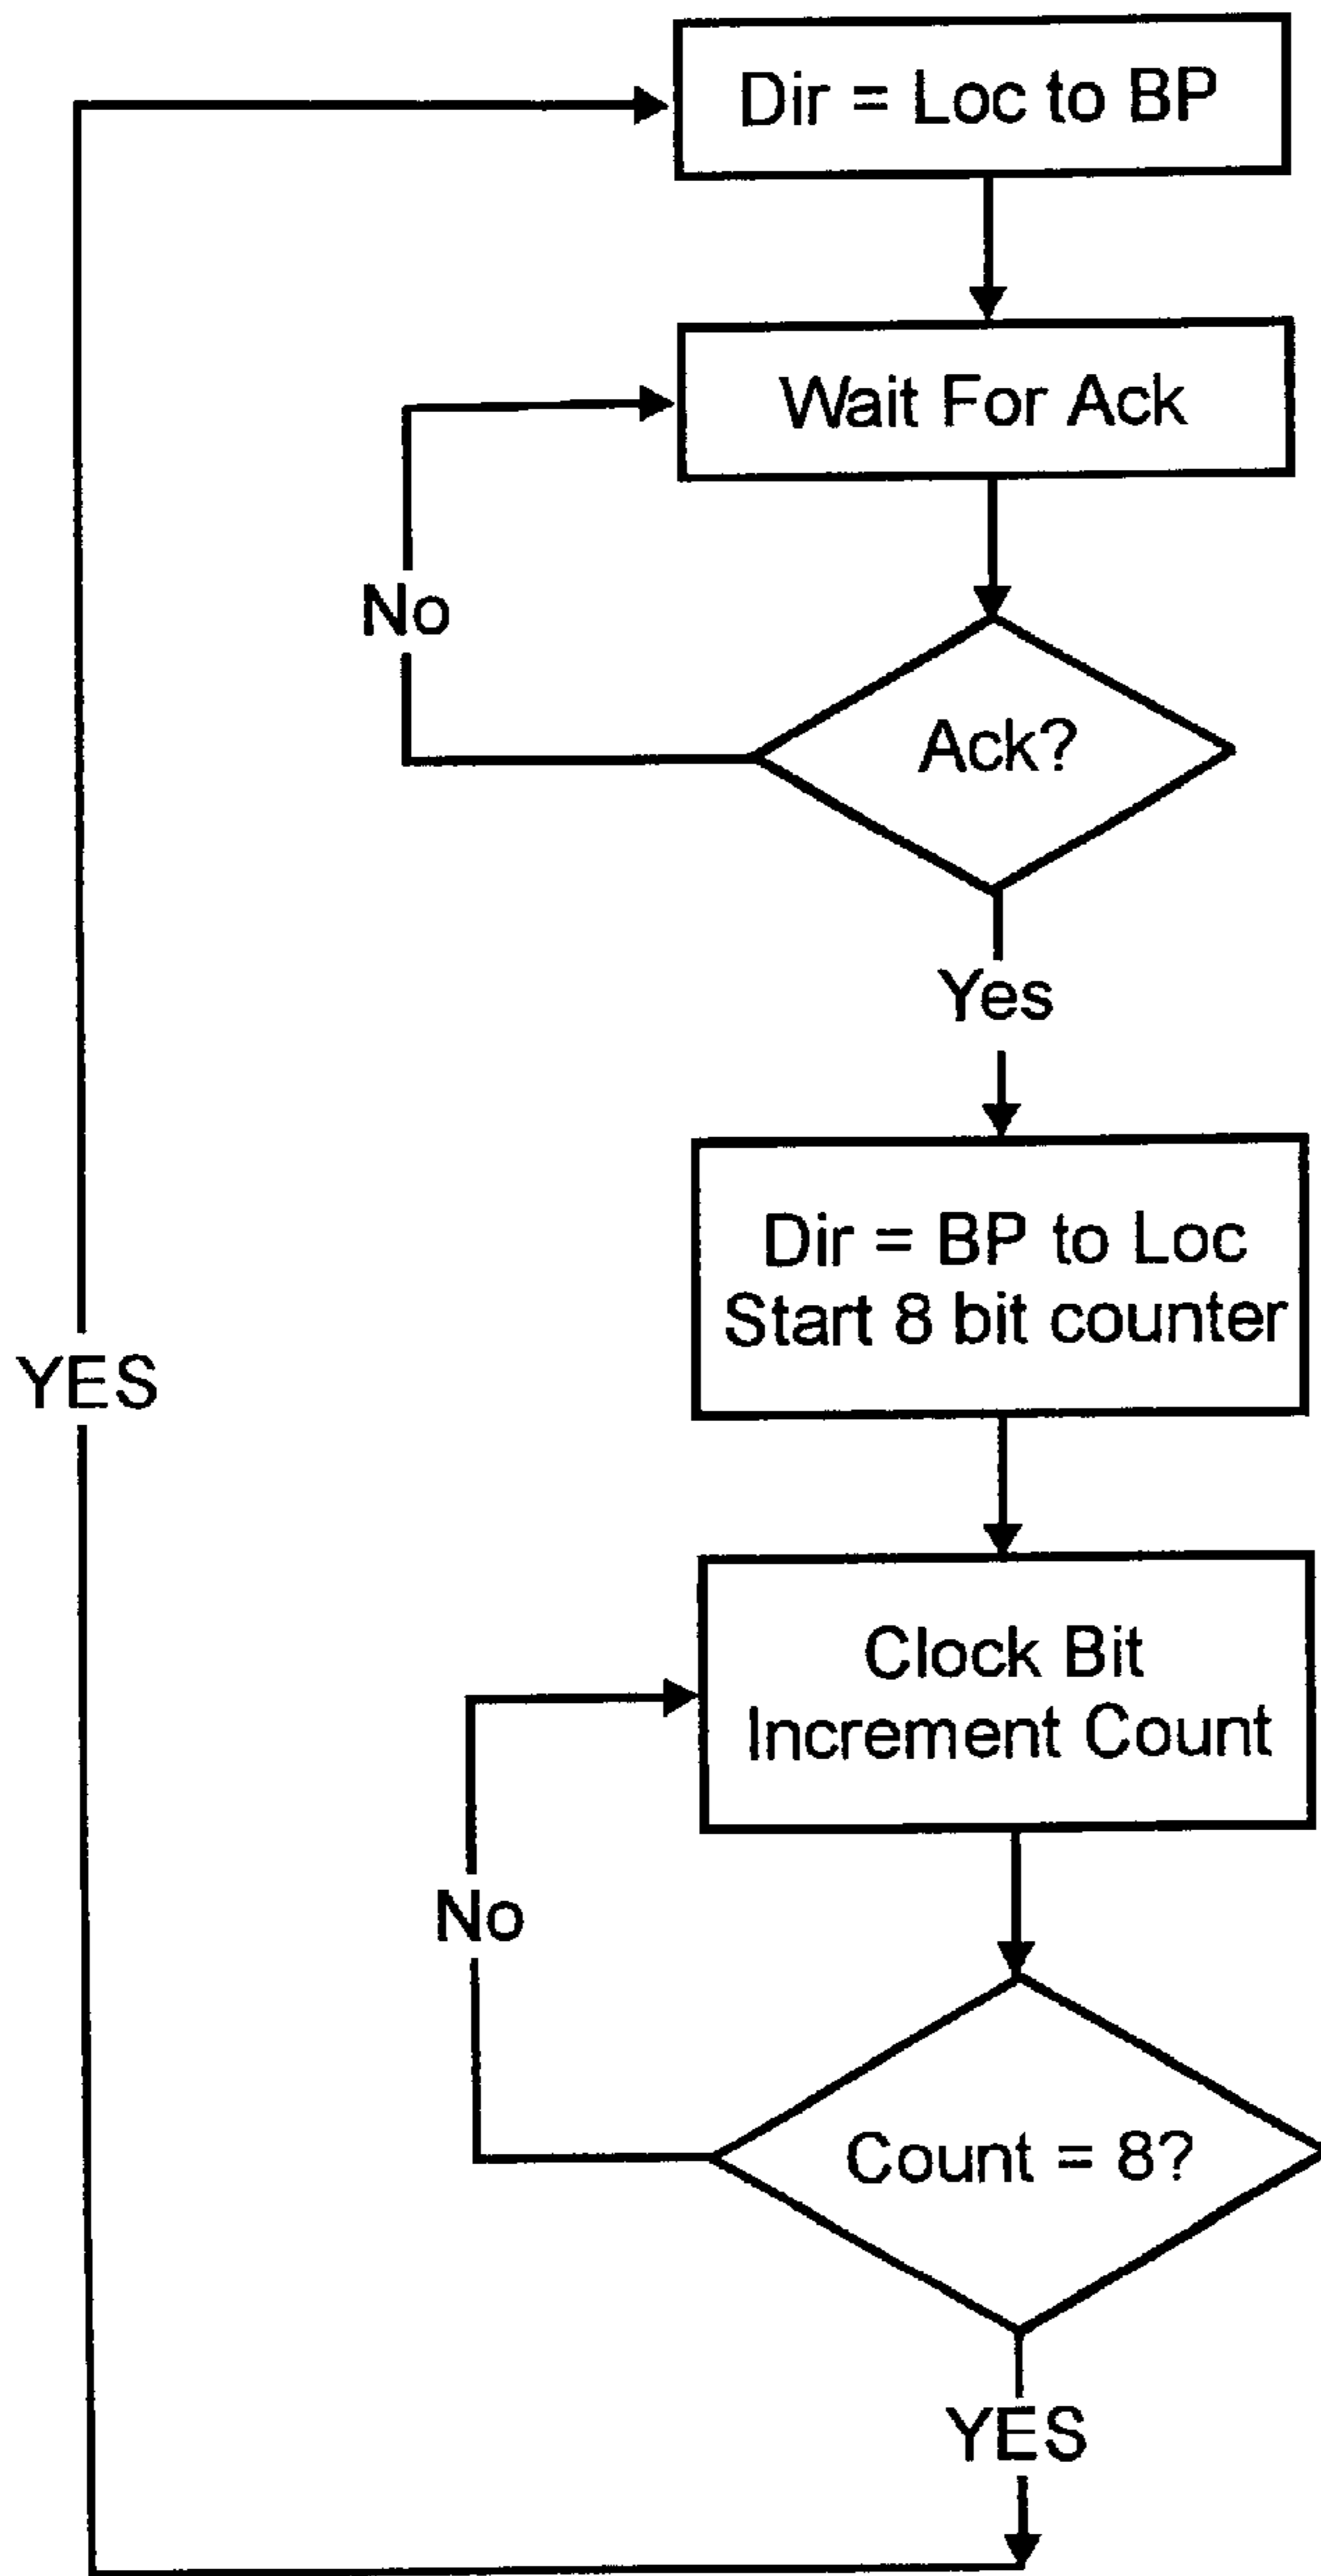 Dir = Loc to BP
Wait For Ack
No
Ack?
Yes
Dir = BP to Loc
Start 8 bit counter
YES
Clock Bit
Increment Count
No
Count = 8?
YES